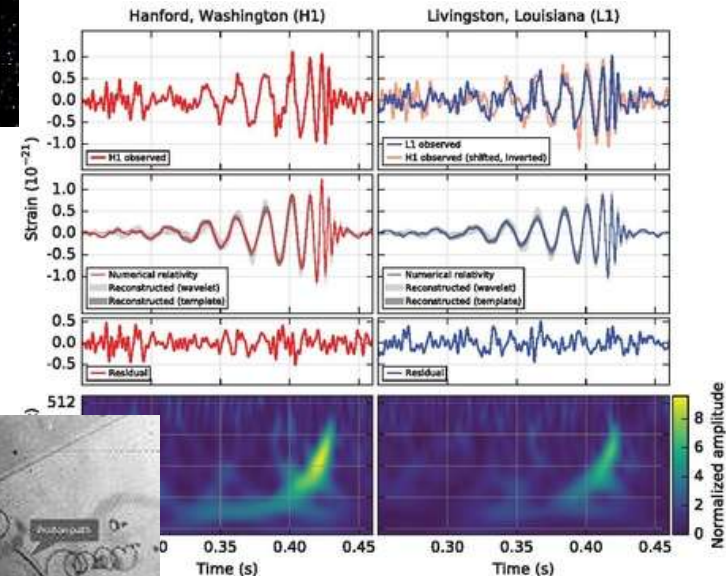 Hanford, Washington (H1)
Livingston, Louisiana (L1)
Strain (10⁻²¹)
1.0
0.5
0.0
-0.5
-1.0
H1 observed
L1 observed
H1 observed (shifted, inverted)
1.0
0.5
0.0
-0.5
-1.0
Numerical relativity
Reconstructed (wavelet)
Reconstructed (template)
Numerical relativity
Reconstructed (wavelet)
Reconstructed (template)
0.5
0.0
-0.5
Residual
Residual
512
8
6
4
2
0
Normalized amplitude
0.35
0.40
0.45
0.30
0.35
0.40
0.45
Time (s)
Time (s)